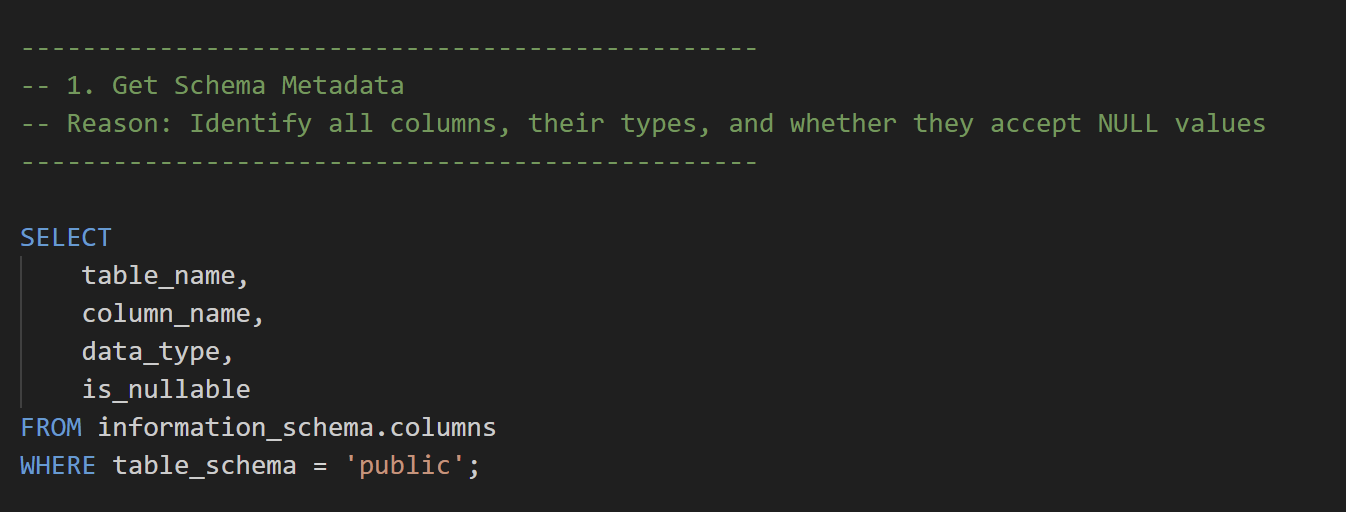 ------------------------------------------------
-- 1. Get Schema Metadata
-- Reason: Identify all columns, their types, and whether they accept NULL values
------------------------------------------------
SELECT
    table_name,
    column_name,
    data_type,
    is_nullable
FROM information_schema.columns
WHERE table_schema = 'public';